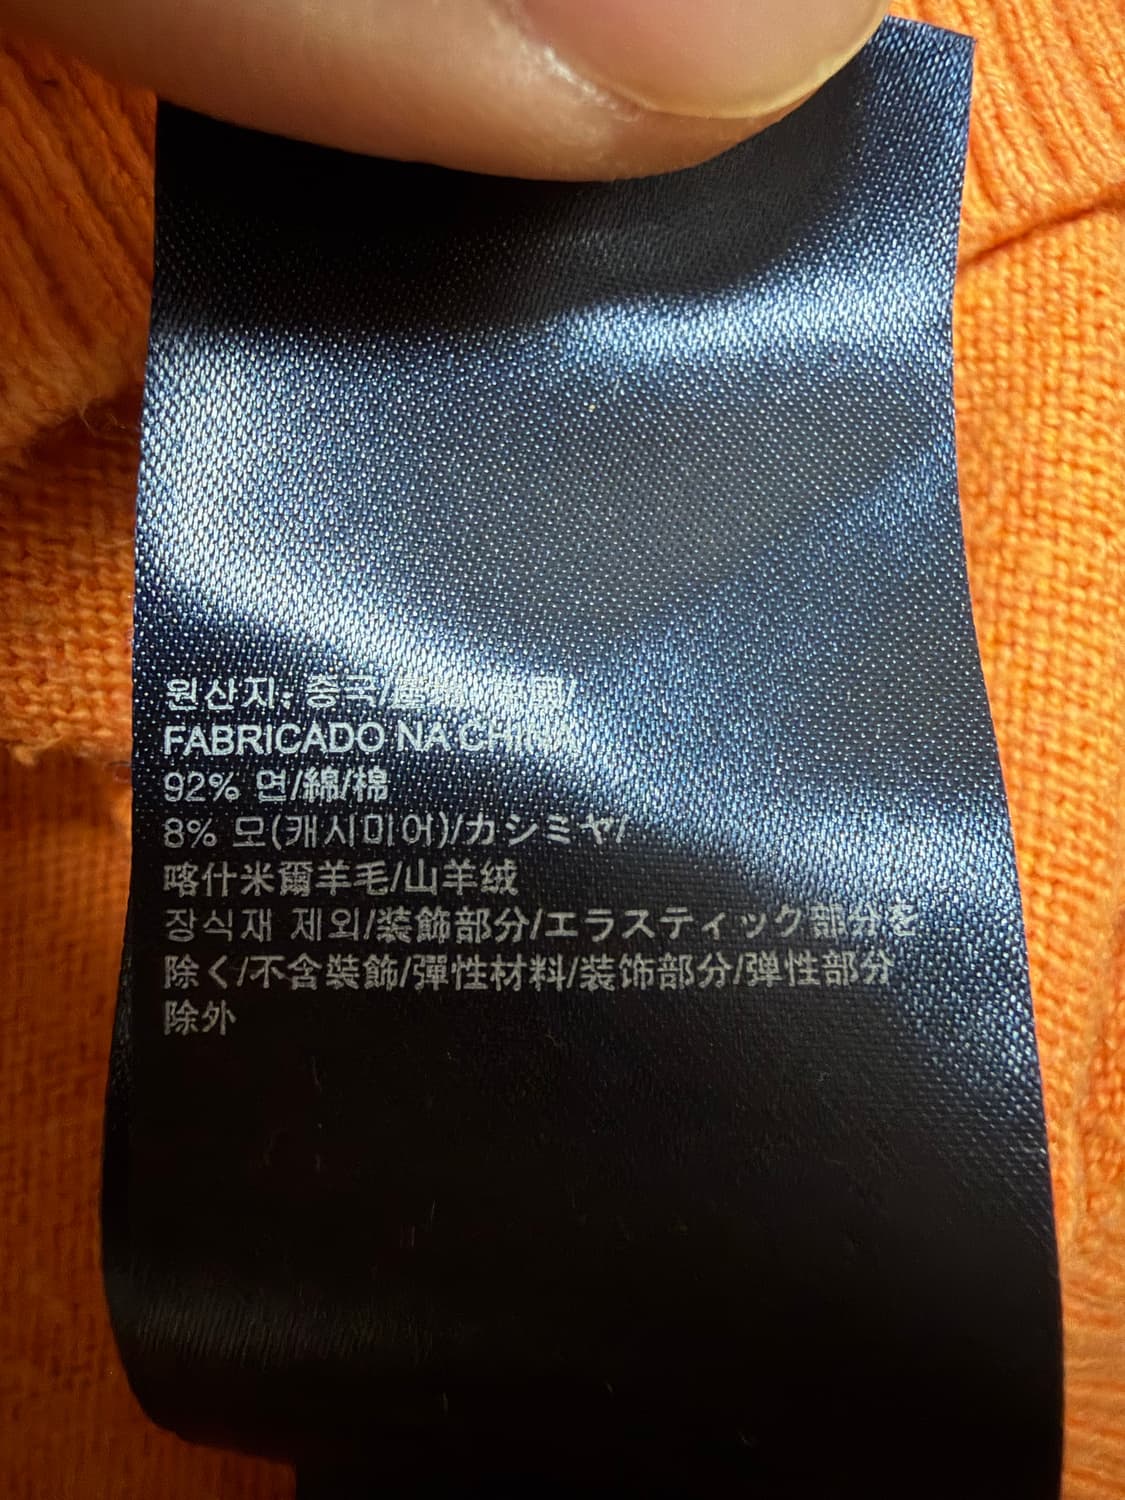 원산지: 중국/
FABRICADO NA CHINA
92% 면/綿/棉
8% 모(캐시미어)/カシミヤ/
喀什米爾羊毛/山羊绒
장식재 제외/装飾部分/エラスティック部分を
除く/不含裝飾/彈性材料/装饰部分/弹性部分
除外